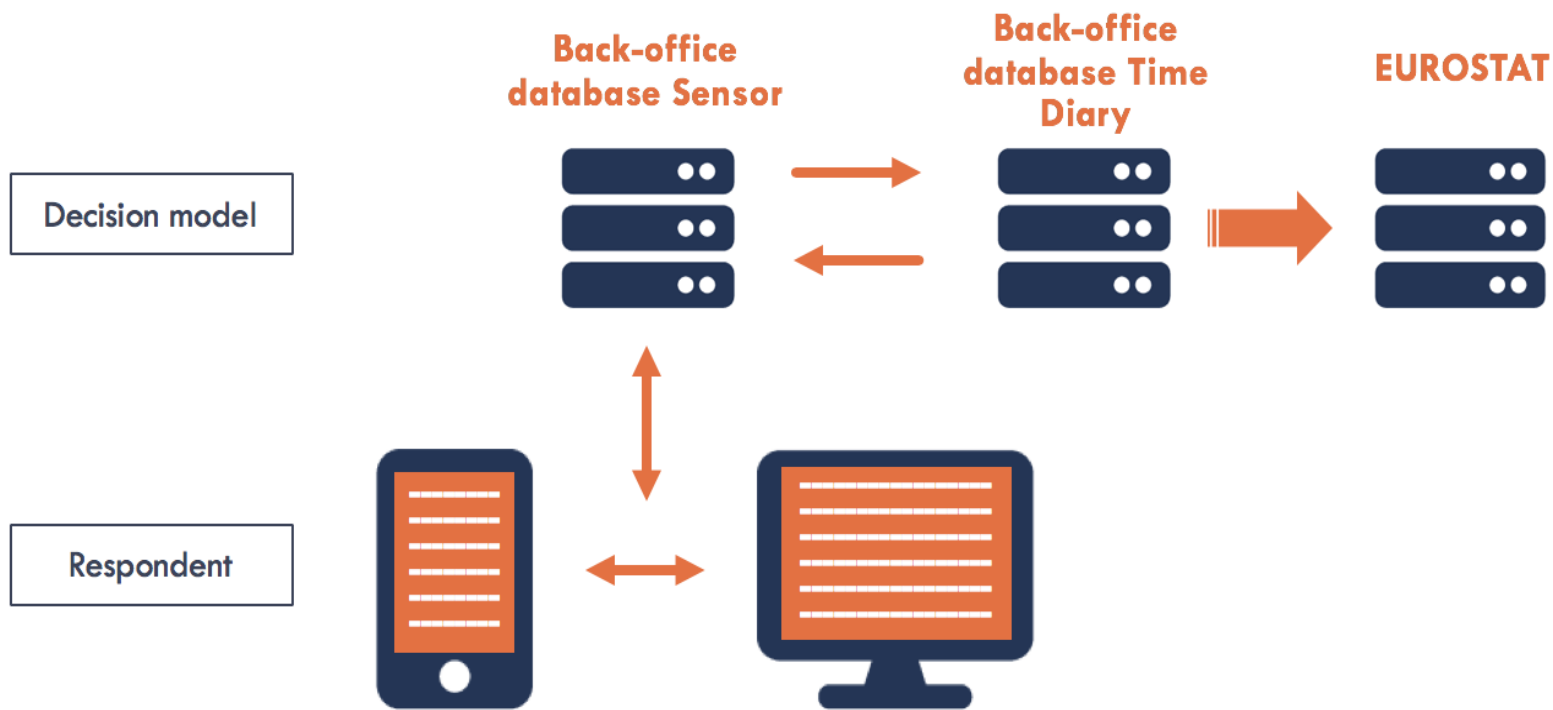 Back-office
database Sensor
Back-office
database Time
Diary
EUROSTAT
Decision model
Respondent